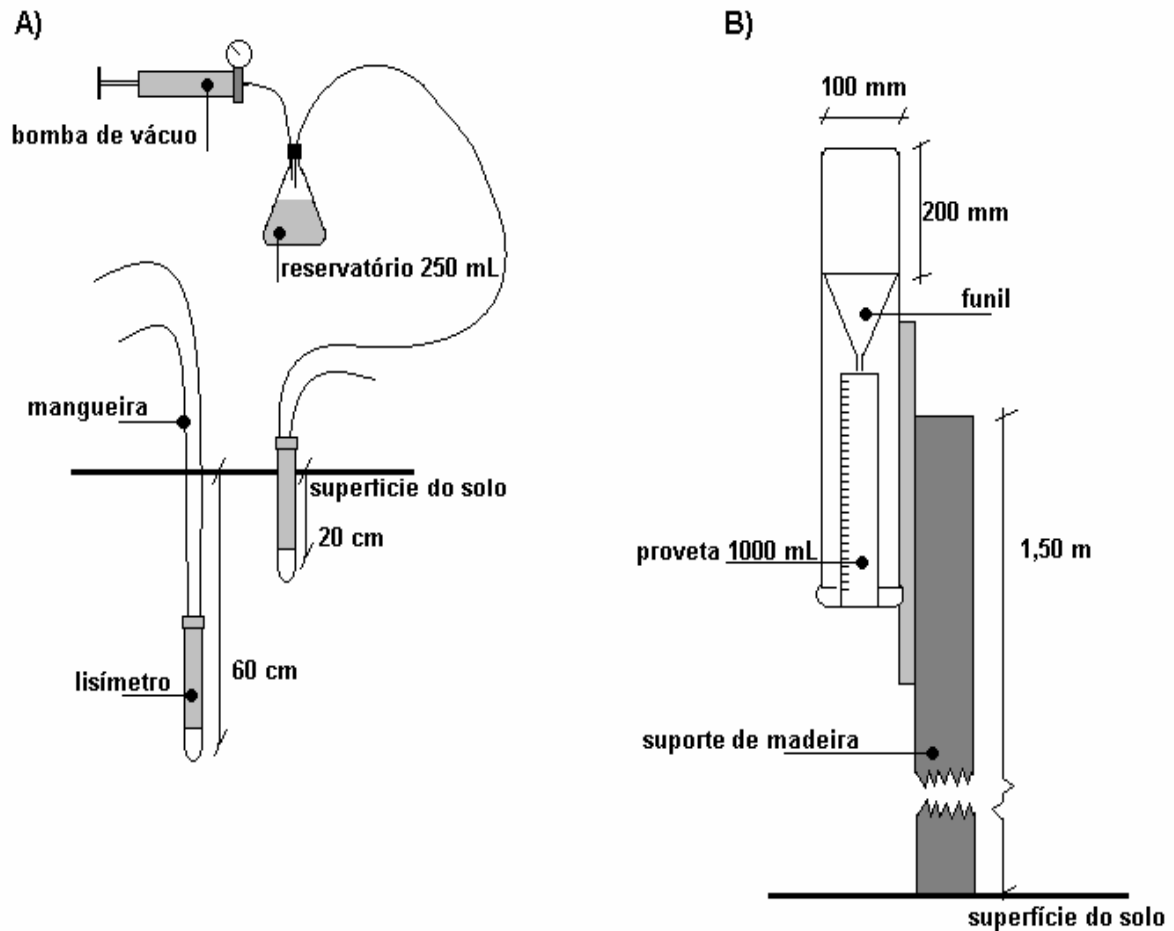 A)
bomba de vácuo
reservatório 250 mL
mangueira
superfície do solo
20 cm
60 cm
lisímetro
B)
100 mm
200 mm
funil
proveta 1000 mL
1,50 m
suporte de madeira
superfície do solo